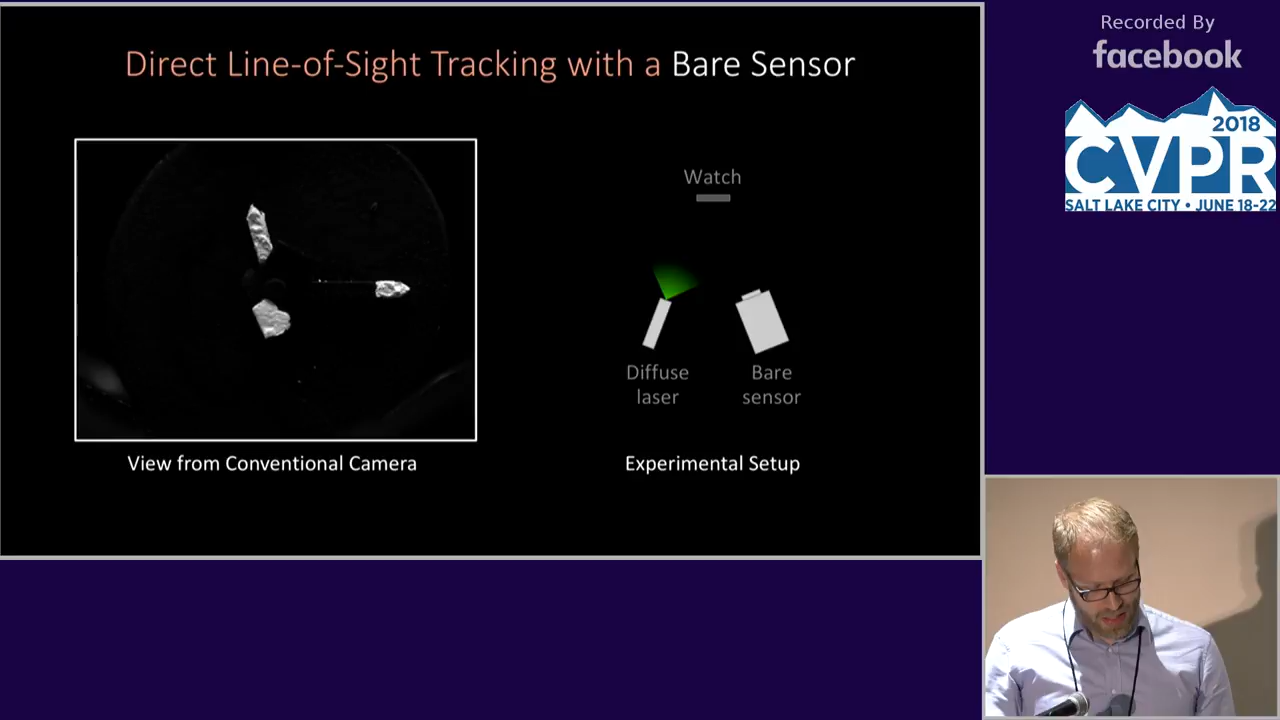 Direct Line-of-Sight Tracking with a Bare Sensor
Watch
Diffuse
laser
Bare
sensor
View from Conventional Camera
Experimental Setup
Recorded By
facebook
2018
CVPR
SALT LAKE CITY • JUNE 18-22